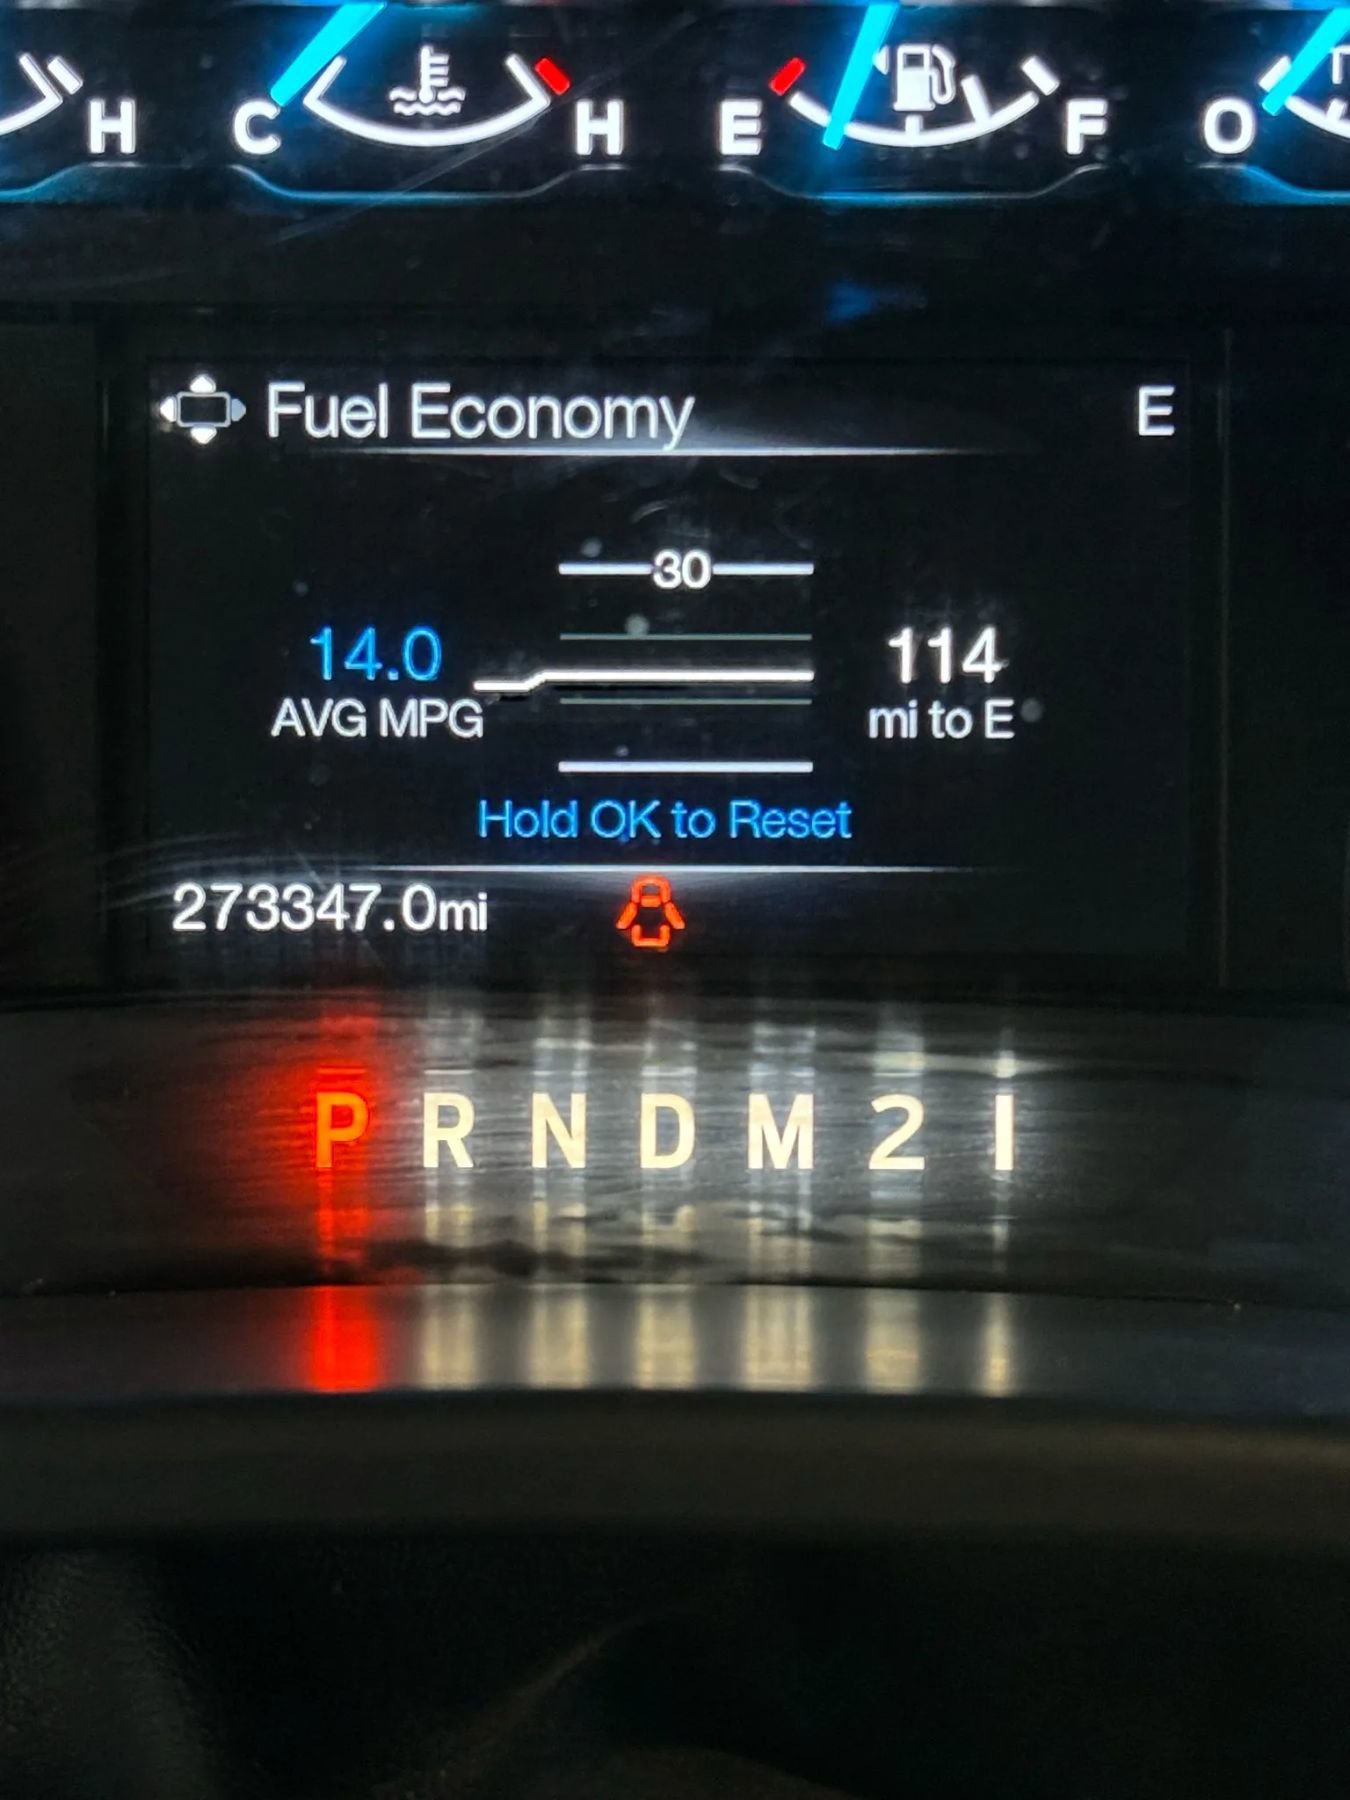 H C H E F O
Fuel Economy E
30
14.0 114
AVG MPG mi to E
Hold OK to Reset
273347.0mi
P R N D M 2 1